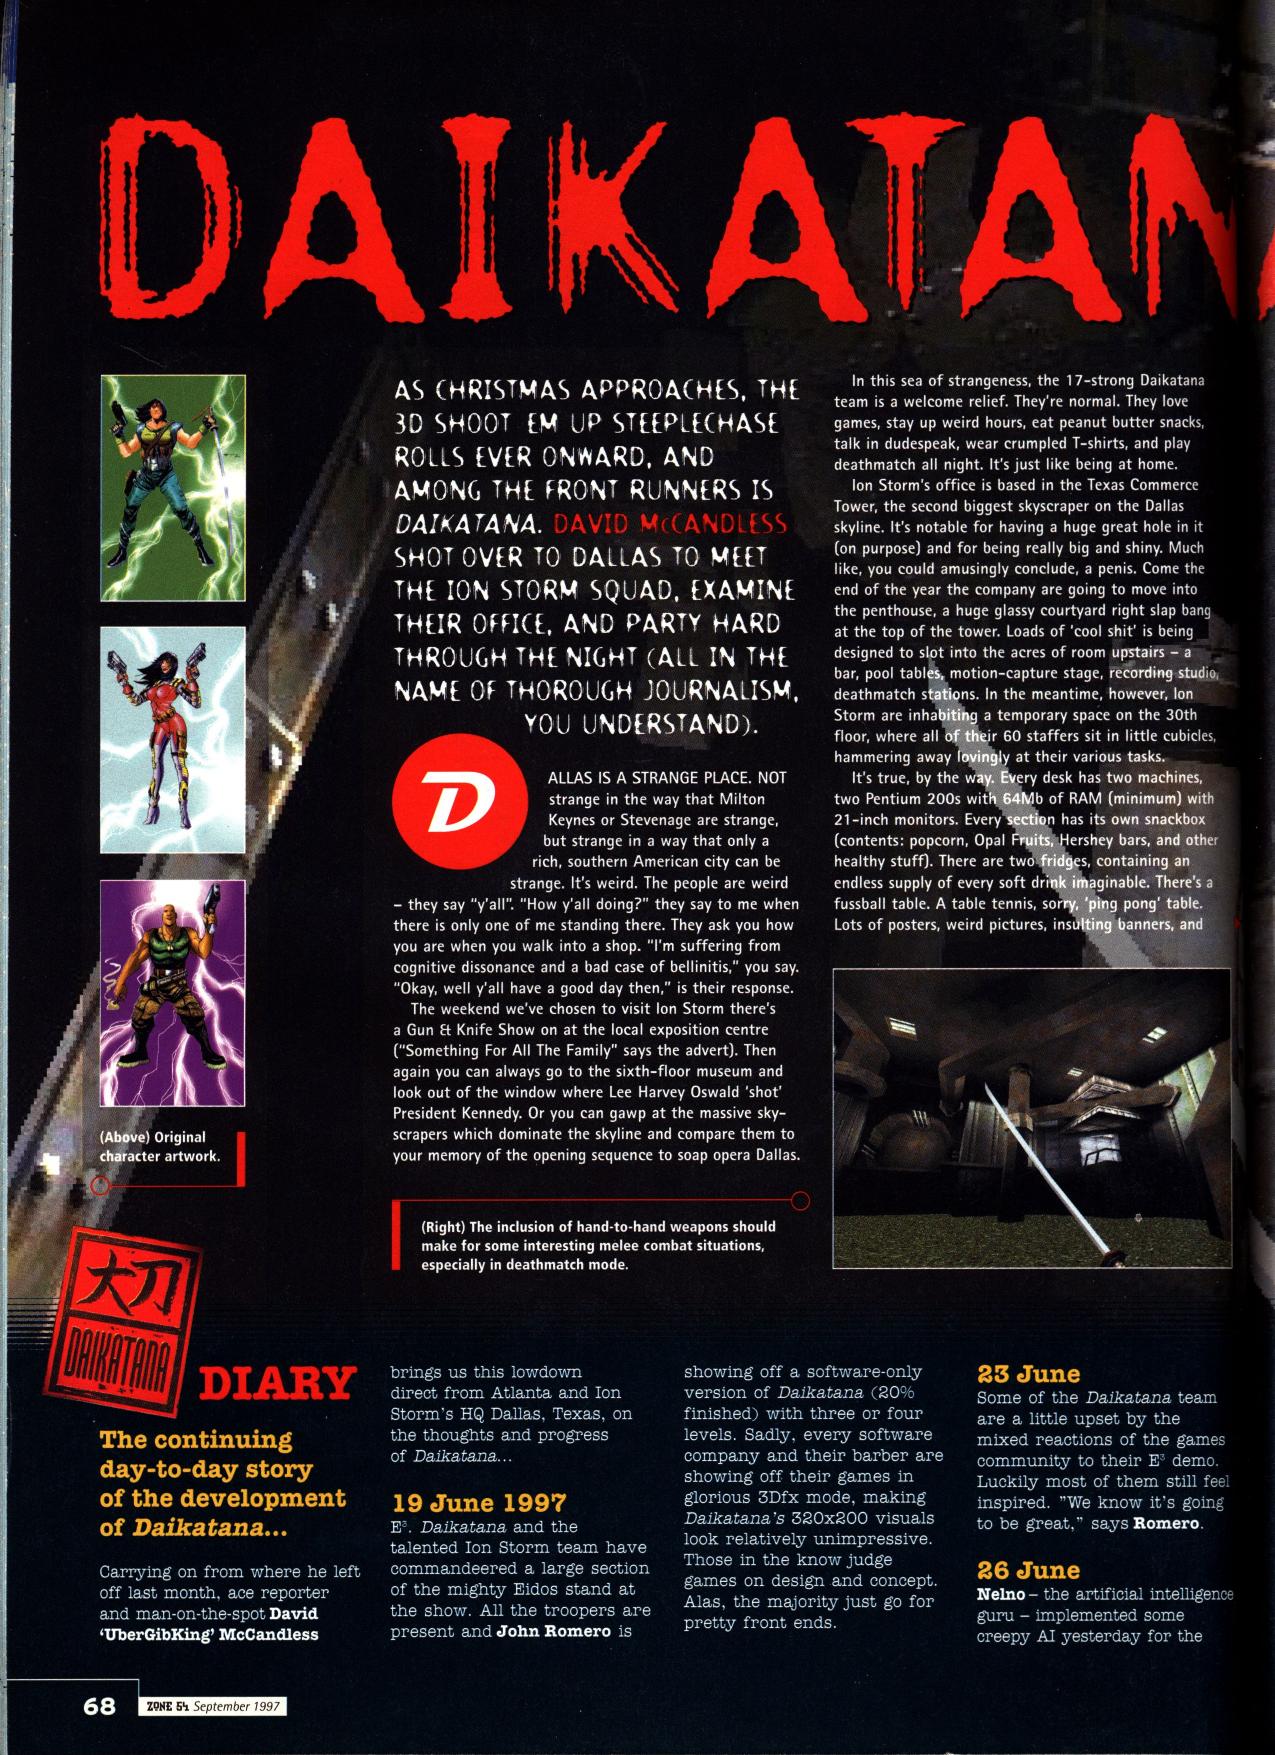 DAIKATAN
AS CHRISTMAS APPROACHES, THE
3D SHOOT EM UP STEEPLECHASE
ROLLS EVER ONWARD, AND
AMONG THE FRONT RUNNERS IS
DAIKATANA. DAVID McCANDLESS
SHOT OVER TO DALLAS TO MEET
THE ION STORM SQUAD, EXAMINE
THEIR OFFICE, AND PARTY HARD
THROUGH THE NIGHT (ALL IN THE
NAME OF THOROUGH JOURNALISM,
YOU UNDERSTAND).
D
ALLAS IS A STRANGE PLACE. NOT
strange in the way that Milton
Keynes or Stevenage are strange,
but strange in a way that only a
rich, southern American city can be
strange. It's weird. The people are weird
– they say "y'all". "How y'all doing?" they say to me when
there is only one of me standing there. They ask you how
you are when you walk into a shop. "I'm suffering from
cognitive dissonance and a bad case of bellinitis," you say.
"Okay, well y'all have a good day then," is their response.
The weekend we've chosen to visit Ion Storm there's
a Gun & Knife Show on at the local exposition centre
("Something For All The Family" says the advert). Then
again you can always go to the sixth-floor museum and
look out of the window where Lee Harvey Oswald 'shot'
President Kennedy. Or you can gawp at the massive sky-
scrapers which dominate the skyline and compare them to
your memory of the opening sequence to soap opera Dallas.
In this sea of strangeness, the 17-strong Daikatana
team is a welcome relief. They're normal. They love
games, stay up weird hours, eat peanut butter snacks,
talk in dudespeak, wear crumpled T-shirts, and play
deathmatch all night. It's just like being at home.
Ion Storm's office is based in the Texas Commerce
Tower, the second biggest skyscraper on the Dallas
skyline. It's notable for having a huge great hole in it
(on purpose) and for being really big and shiny. Much
like, you could amusingly conclude, a penis. Come the
end of the year the company are going to move into
the penthouse, a huge glassy courtyard right slap bang
at the top of the tower. Loads of 'cool shit' is being
designed to slot into the acres of room upstairs – a
bar, pool tables, motion-capture stage, recording studio,
deathmatch stations. In the meantime, however, Ion
Storm are inhabiting a temporary space on the 30th
floor, where all of their 60 staffers sit in little cubicles,
hammering away lovingly at their various tasks.
It's true, by the way. Every desk has two machines,
two Pentium 200s with 64Mb of RAM (minimum) with
21-inch monitors. Every section has its own snackbox
(contents: popcorn, Opal Fruits, Hershey bars, and other
healthy stuff). There are two fridges, containing an
endless supply of every soft drink imaginable. There's a
fussball table. A table tennis, sorry, 'ping pong' table.
Lots of posters, weird pictures, insulting banners, and
(Above) Original
character artwork.
(Right) The inclusion of hand-to-hand weapons should
make for some interesting melee combat situations,
especially in deathmatch mode.
大刀
DAIKATANA
DIARY
The continuing
day-to-day story
of the development
of Daikatana...
Carrying on from where he left
off last month, ace reporter
and man-on-the-spot David
'UberGibKing' McCandless
brings us this lowdown
direct from Atlanta and Ion
Storm's HQ Dallas, Texas, on
the thoughts and progress
of Daikatana...
19 June 1997
E³. Daikatana and the
talented Ion Storm team have
commandeered a large section
of the mighty Eidos stand at
the show. All the troopers are
present and John Romero is
showing off a software-only
version of Daikatana (20%
finished) with three or four
levels. Sadly, every software
company and their barber are
showing off their games in
glorious 3Dfx mode, making
Daikatana's 320x200 visuals
look relatively unimpressive.
Those in the know judge
games on design and concept.
Alas, the majority just go for
pretty front ends.
23 June
Some of the Daikatana team
are a little upset by the
mixed reactions of the games
community to their E³ demo.
Luckily most of them still feel
inspired. "We know it's going
to be great," says Romero.
26 June
Nelno – the artificial intelligence
guru – implemented some
creepy AI yesterday for the
68
ZONE 54 September 1997